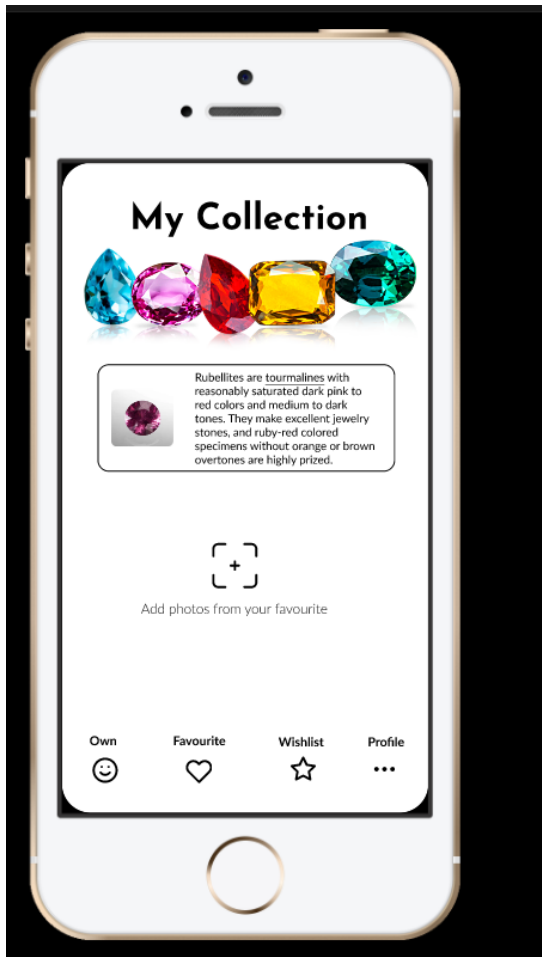 My Collection
Rubellites are tourmalines with
reasonably saturated dark pink to
red colors and medium to dark
tones. They make excellent jewelry
stones, and ruby-red colored
specimens without orange or brown
overtones are highly prized.
Add photos from your favourite
Own Favourite Wishlist Profile